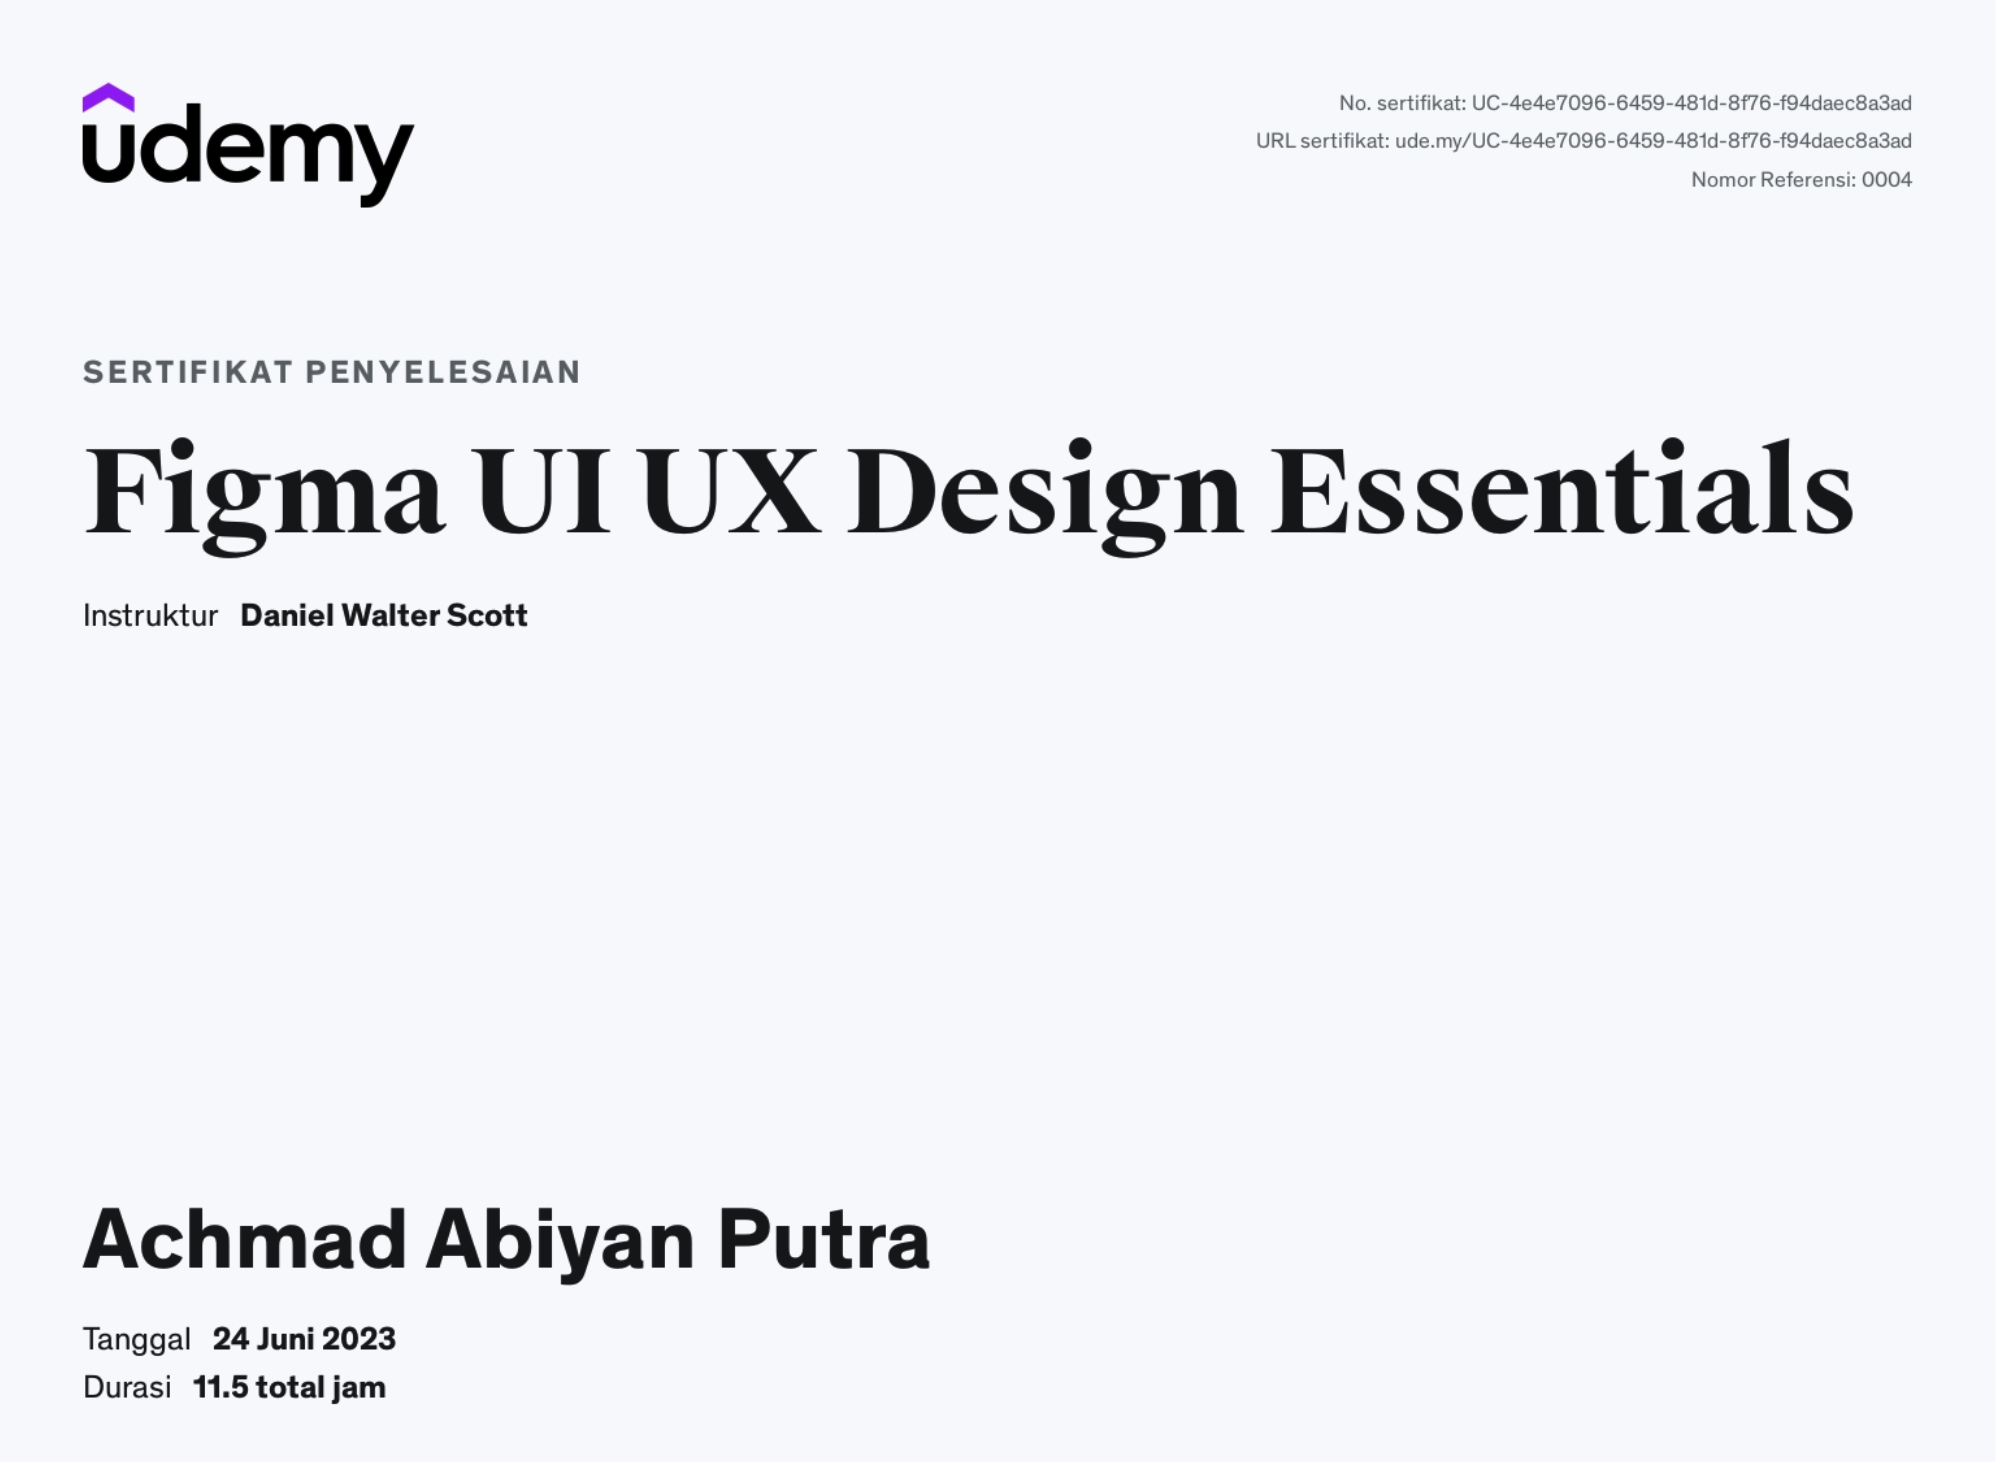 udemy
No. sertifikat: UC-4e4e7096-6459-481d-8f76-f94daec8a3ad
URL sertifikat: ude.my/UC-4e4e7096-6459-481d-8f76-f94daec8a3ad
Nomor Referensi: 0004
SERTIFIKAT PENYELESAIAN
Figma UI UX Design Essentials
Instruktur Daniel Walter Scott
Achmad Abiyan Putra
Tanggal 24 Juni 2023
Durasi 11.5 total jam